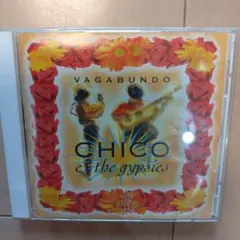 VAGABUNDO
CHICO
& the gypsies